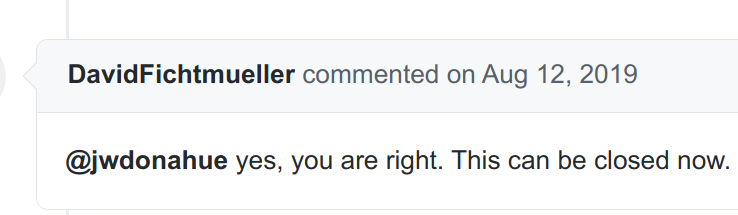 DavidFichtmueller commented on Aug 12, 2019
@jwdonahue yes, you are right. This can be closed now.